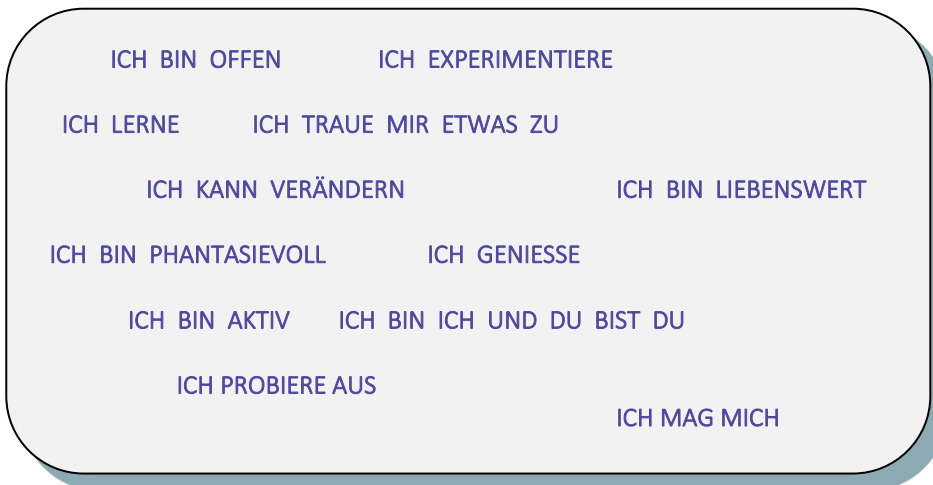 ICH BIN OFFEN ICH EXPERIMENTIERE
ICH LERNE ICH TRAUE MIR ETWAS ZU
ICH KANN VERÄNDERN ICH BIN LIEBENSWERT
ICH BIN PHANTASIEVOLL ICH GENIESSE
ICH BIN AKTIV ICH BIN ICH UND DU BIST DU
ICH PROBIERE AUS
ICH MAG MICH